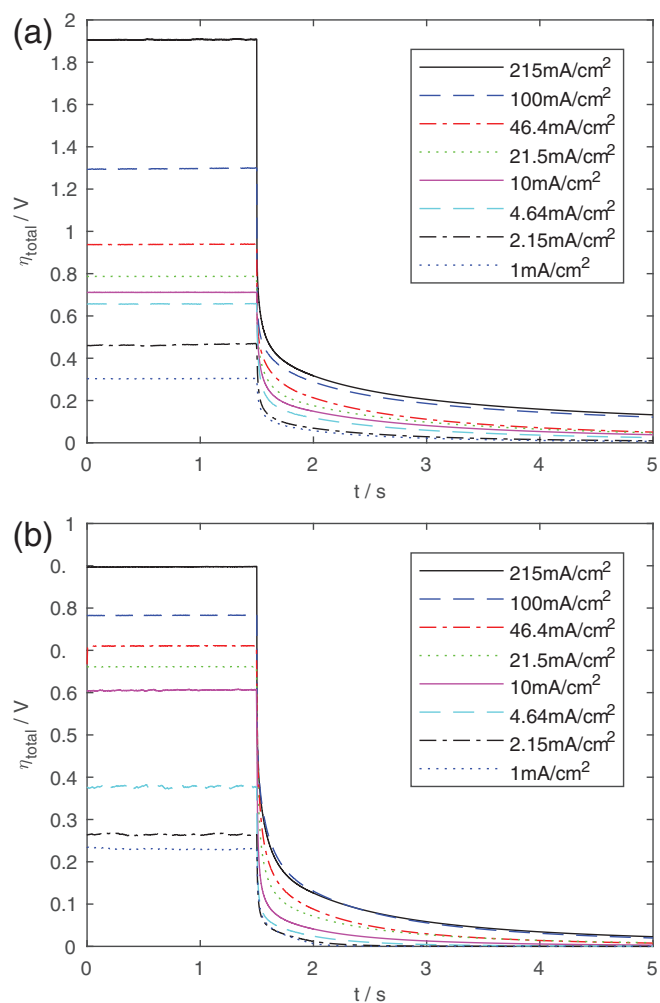 (a)
2
1.8
1.6
1.4
1.2
1
0.8
0.6
0.4
0.2
0
η_total / V
215mA/cm²
100mA/cm²
46.4mA/cm²
21.5mA/cm²
10mA/cm²
4.64mA/cm²
2.15mA/cm²
1mA/cm²
0 1 2 3 4 5
t / s
(b)
1
0.
0.8
0.
0.6
0.5
0.4
0.3
0.2
0.1
0
η_total / V
215mA/cm²
100mA/cm²
46.4mA/cm²
21.5mA/cm²
10mA/cm²
4.64mA/cm²
2.15mA/cm²
1mA/cm²
0 1 2 3 4 5
t / s